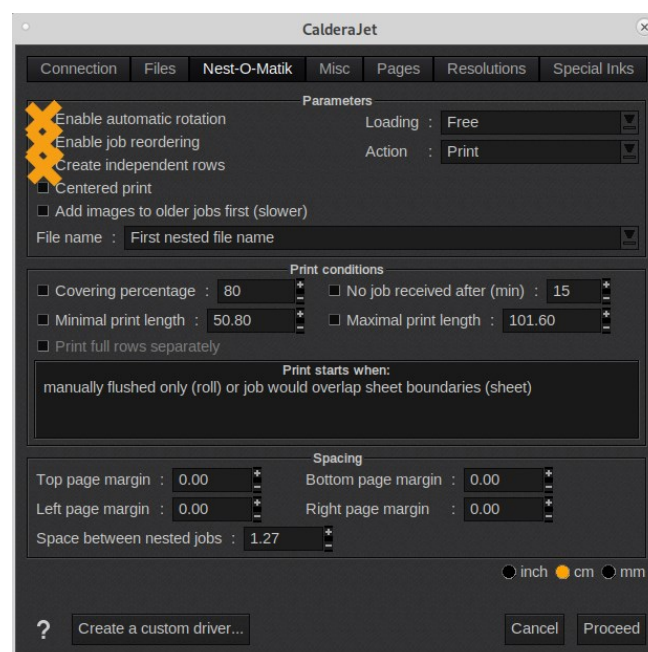 CalderaJet
Connection Files Nest-O-Matik Misc Pages Resolutions Special Inks
Parameters
Enable automatic rotation Loading : Free
Enable job reordering Action : Print
Create independent rows
Centered print
Add images to older jobs first (slower)
File name : First nested file name
Print conditions
Covering percentage : 80 No job received after (min) : 15
Minimal print length : 50.80 Maximal print length : 101.60
Print full rows separately
Print starts when:
manually flushed only (roll) or job would overlap sheet boundaries (sheet)
Spacing
Top page margin : 0.00 Bottom page margin : 0.00
Left page margin : 0.00 Right page margin : 0.00
Space between nested jobs : 1.27
inch cm mm
? Create a custom driver... Cancel Proceed